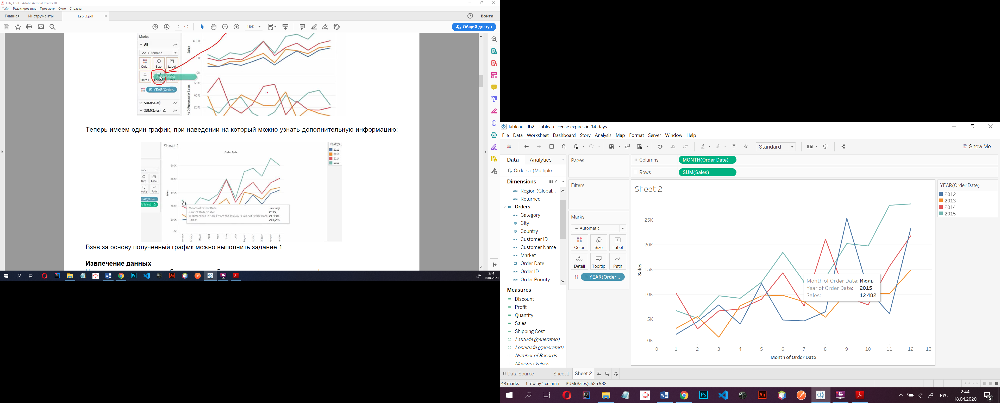 Lab_3.pdf - Adobe Acrobat Reader DC
Файл Редактирование Просмотр Окно Справка
Главная Инструменты Lab_3.pdf × Войти
2 / 9 150% Общий доступ
Marks
All
Automatic
Color Size Label
Detail Path
YEAR(Order..
SUM(Sales)
SUM(Sales) Δ
400K
200K
0K
Sales
60%
40%
20%
% Difference in Sales
Теперь имеем один график, при наведении на который можно узнать дополнительную информацию:
Sheet 1
Order Date
YEAR(Ord
2012
2013
2014
2015
Size Label
Path
500K
400K
300K
200K
100K
0K
Sales
Month of Order Date: January
Year of Order Date: 2015
% Difference in Sales from the Previous Year of Order Date: 21.13%
Sales: 241,269
March April May June July
Взяв за основу полученный график можно выполнить задание 1.
Извлечение данных
2:44
18.04.2020
Tableau - lb2 - Tableau license expires in 14 days
File Data Worksheet Dashboard Story Analysis Map Format Server Window Help
Standard Show Me
Data Analytics
Orders+ (Multiple ...
Dimensions
Abc Region (Global...
Abc Returned
Orders
Abc Category
City
Country
Abc Customer ID
Abc Customer Name
Abc Market
Order Date
Abc Order ID
Abc Order Priority
Measures
# Discount
# Profit
# Quantity
# Sales
# Shipping Cost
Latitude (generated)
Longitude (generated)
Number of Records
# Measure Values
Pages
Filters
Marks
Automatic
Color Size Label
Detail Tooltip Path
YEAR(Order ..
Columns MONTH(Order Date)
Rows SUM(Sales)
Sheet 2
25K
20K
15K
10K
5K
0K
Sales
Month of Order Date: Июль
Year of Order Date: 2015
Sales: 12 482
0 1 2 3 4 5 6 7 8 9 10 11 12 13
Month of Order Date
YEAR(Order Date)
2012
2013
2014
2015
Data Source Sheet 1 Sheet 2
48 marks 1 row by 1 column SUM(Sales): 525 932
РУС 2:44
18.04.2020
5